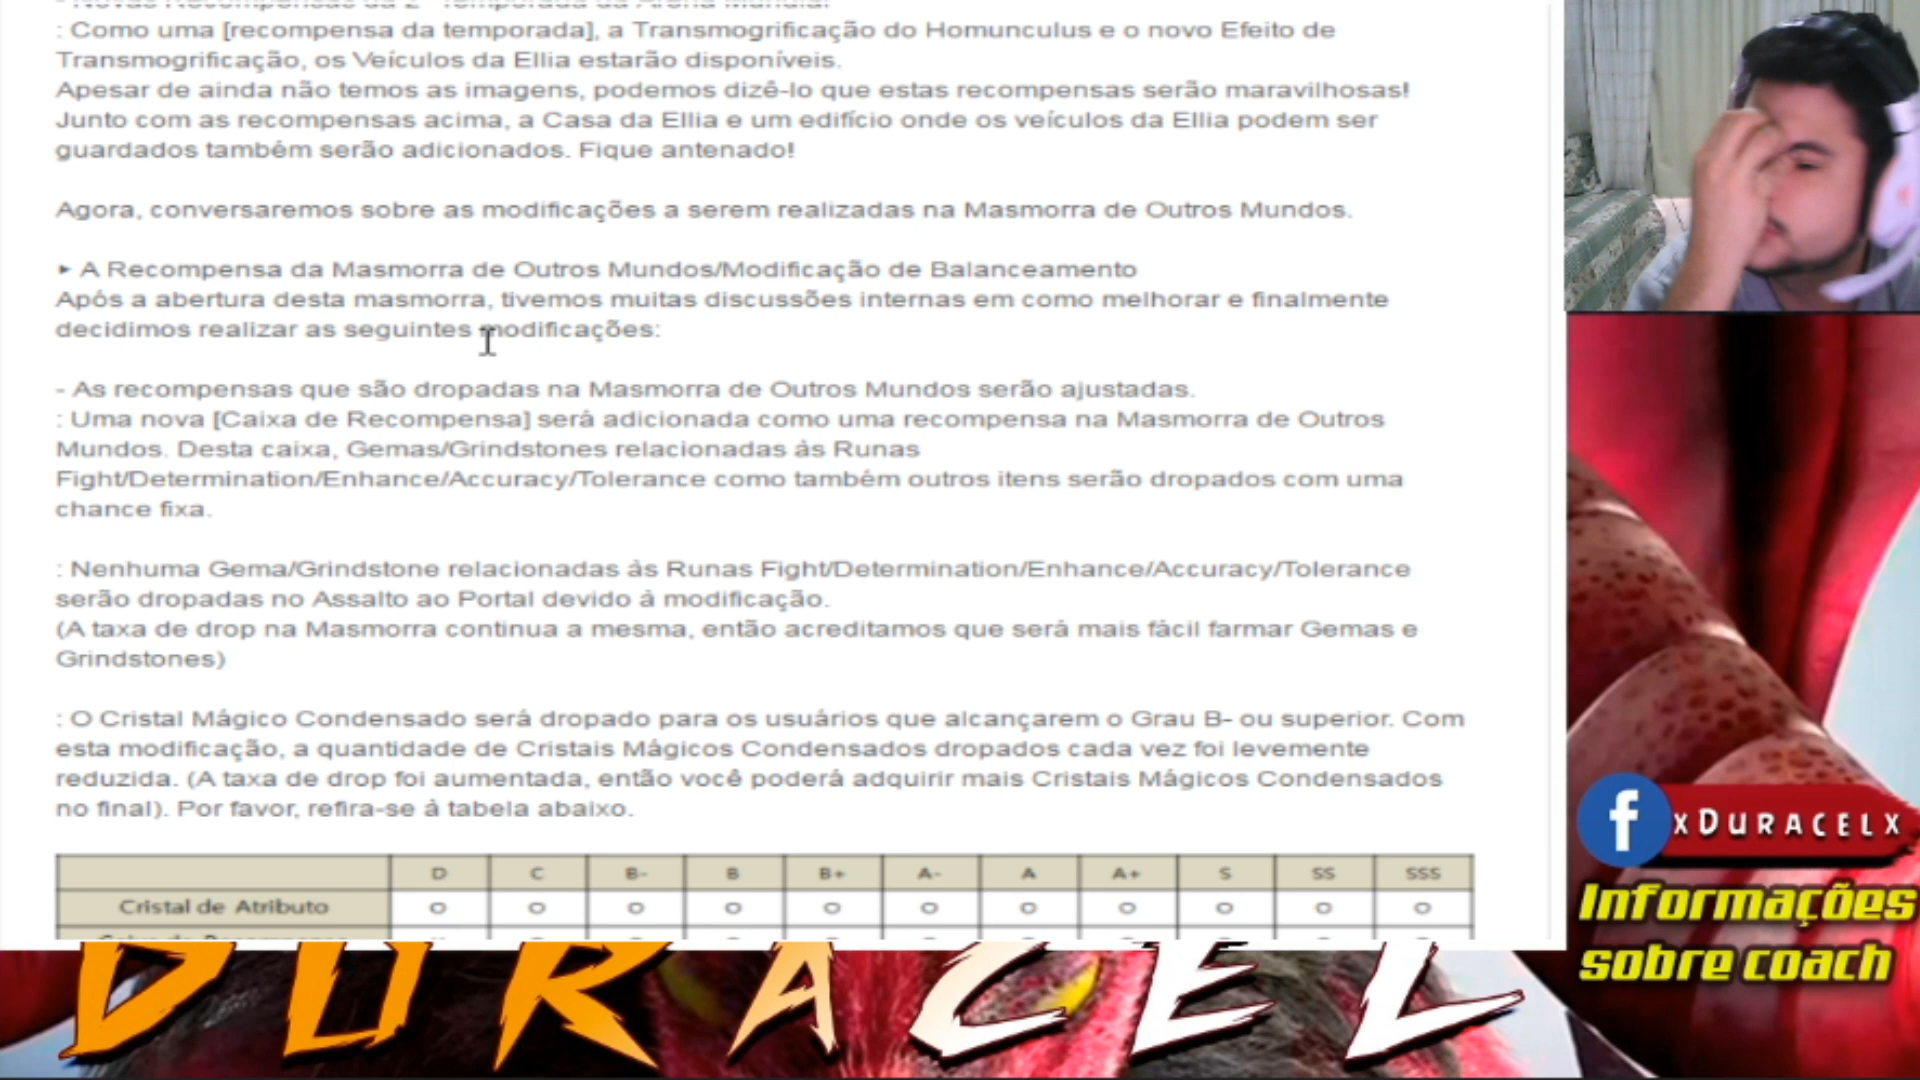 : Como uma [recompensa da temporada], a Transmogrificação do Homunculus e o novo Efeito de
Transmogrificação, os Veículos da Ellia estarão disponíveis.
Apesar de ainda não temos as imagens, podemos dizê-lo que estas recompensas serão maravilhosas!
Junto com as recompensas acima, a Casa da Ellia e um edifício onde os veículos da Ellia podem ser
guardados também serão adicionados. Fique antenado!
Agora, conversaremos sobre as modificações a serem realizadas na Masmorra de Outros Mundos.
▸ A Recompensa da Masmorra de Outros Mundos/Modificação de Balanceamento
Após a abertura desta masmorra, tivemos muitas discussões internas em como melhorar e finalmente
decidimos realizar as seguintes modificações:
- As recompensas que são dropadas na Masmorra de Outros Mundos serão ajustadas.
: Uma nova [Caixa de Recompensa] será adicionada como uma recompensa na Masmorra de Outros
Mundos. Desta caixa, Gemas/Grindstones relacionadas às Runas
Fight/Determination/Enhance/Accuracy/Tolerance como também outros itens serão dropados com uma
chance fixa.
: Nenhuma Gema/Grindstone relacionadas às Runas Fight/Determination/Enhance/Accuracy/Tolerance
serão dropadas no Assalto ao Portal devido à modificação.
(A taxa de drop na Masmorra continua a mesma, então acreditamos que será mais fácil farmar Gemas e
Grindstones)
: O Cristal Mágico Condensado será dropado para os usuários que alcançarem o Grau B- ou superior. Com
esta modificação, a quantidade de Cristais Mágicos Condensados dropados cada vez foi levemente
reduzida. (A taxa de drop foi aumentada, então você poderá adquirir mais Cristais Mágicos Condensados
no final). Por favor, refira-se à tabela abaixo.
D C B- B B+ A- A A+ S SS SSS
Cristal de Atributo O O O O O O O O O O O
DURACEL
f xDURACELx
Informações
sobre coach